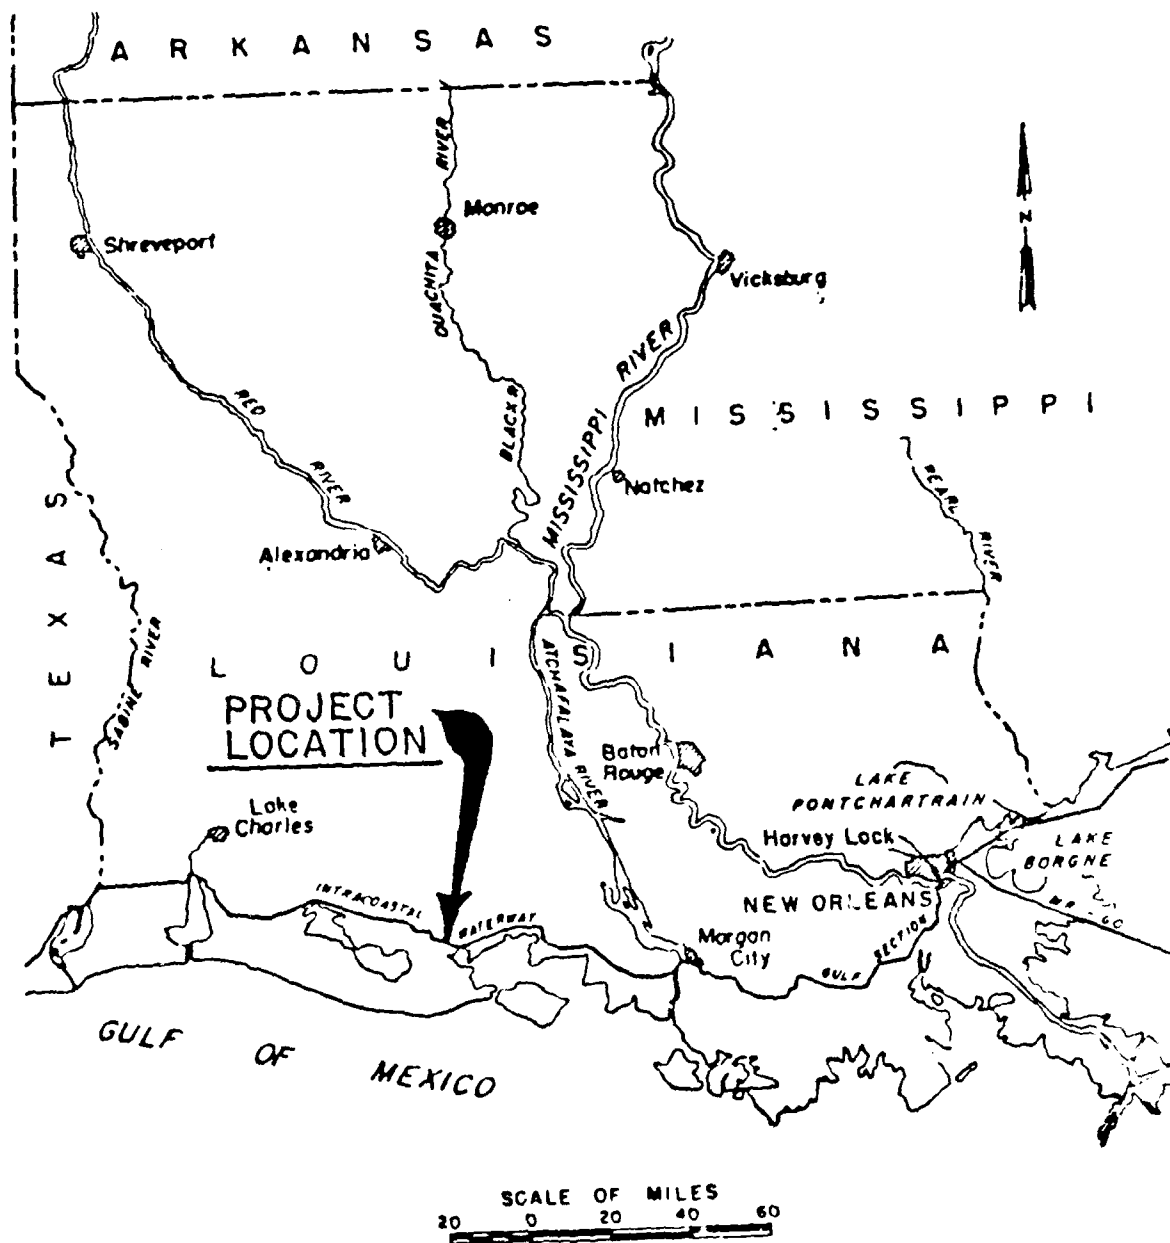 ARKANSAS
RIVER
Monroe
Shreveport
OUACHITA
N
Vicksburg
RIVER
MISSISSIPPI
RED
BLACK R
MISSISSIPPI
RIVER
Natchez
PEARL
RIVER
Alexandria
TEXAS
SABINE RIVER
LOUISIANA
ATCHAFALAYA RIVER
PROJECT
LOCATION
Baton
Rouge
LAKE
PONTCHARTRAIN
Lake
Charles
Harvey Lock
LAKE
BORGNE
INTRACOASTAL
WATERWAY
NEW ORLEANS
Morgan
City
GULF
SECTION
GULF OF MEXICO
SCALE OF MILES
20 0 20 40 60